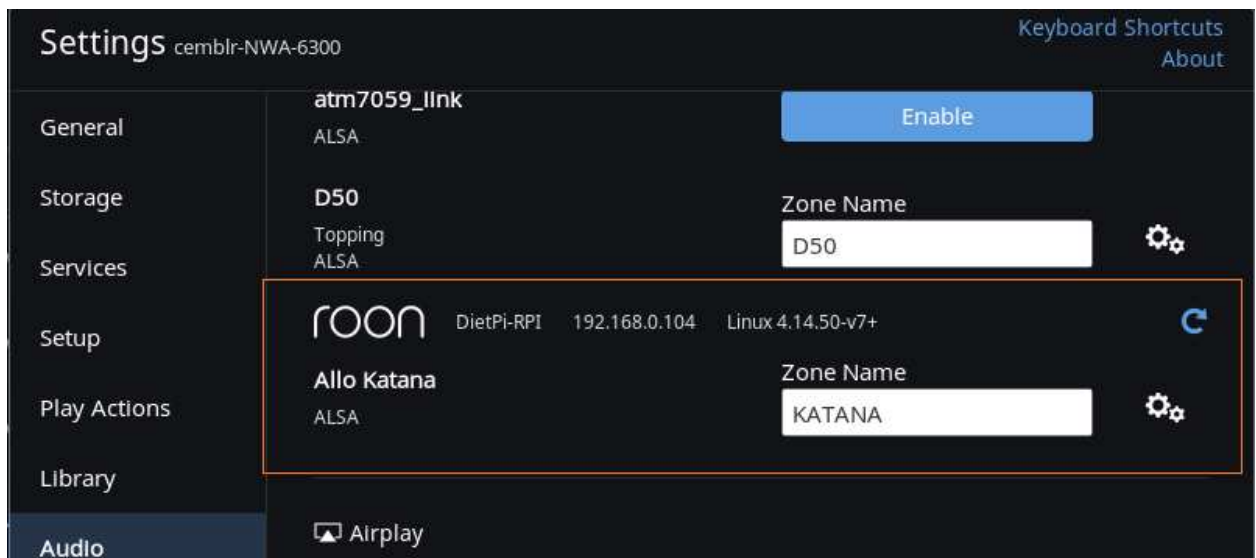 Settings cemblr-NWA-6300
Keyboard Shortcuts
About
General
Storage
Services
Setup
Play Actions
Library
Audio
atm7059_link
ALSA
Enable
D50
Topping
ALSA
Zone Name
D50
roon DietPi-RPI 192.168.0.104 Linux 4.14.50-v7+
Allo Katana
ALSA
Zone Name
KATANA
Airplay